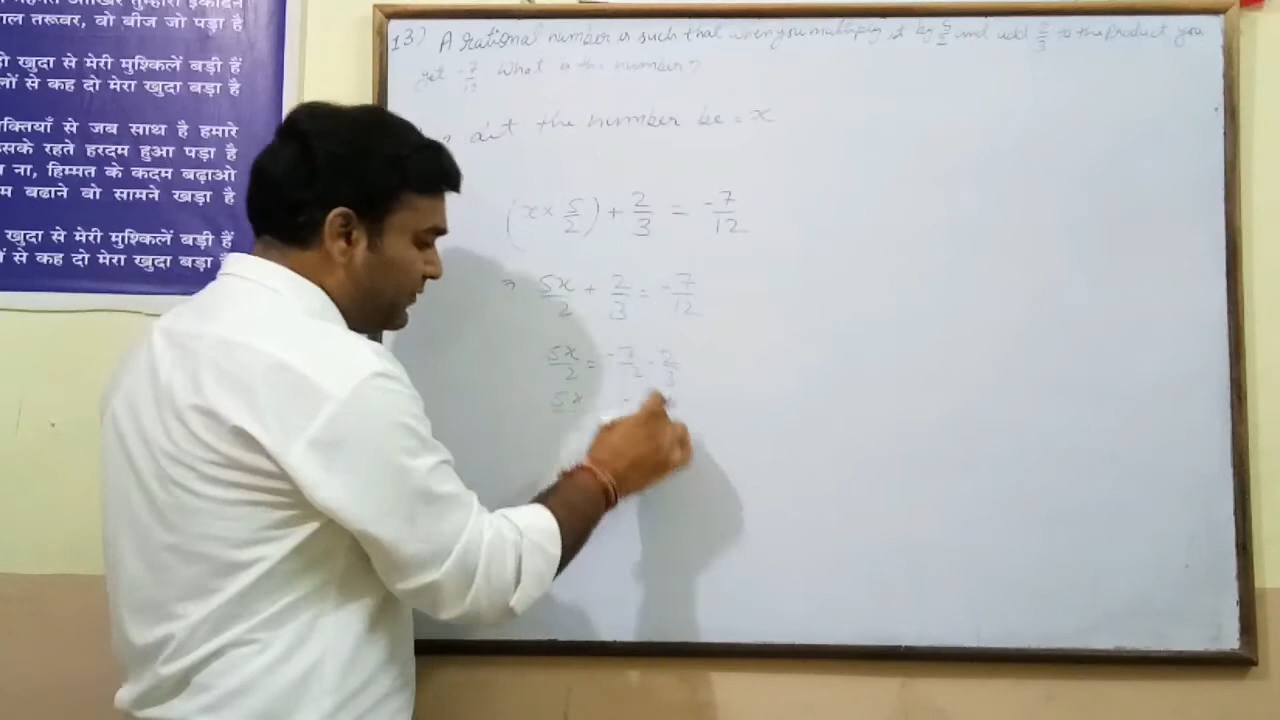 ाल तरूवर, वो बीज जो पड़ा है
खुदा से मेरी मुश्किलें बड़ी हैं
से कह दो मेरा खुदा बड़ा है
से जब साथ है हमारे
रहते हरदम हुआ पड़ा है
ना, हिम्मत के कदम बढ़ाओ
बढाने वो सामने खड़ा है
खुदा से मेरी मुश्किलें बड़ी हैं
से कह दो मेरा खुदा बड़ा
13) A rational number is such that when you multiply it by 5/2 and add 2/3 to the product you
get -7/12 What is the number?
the number be = x
(x × 5/2) + 2/3 = -7/12
5x/2 + 2/3 = -7/12
5x/2 = -7/12 - 2/3
5x